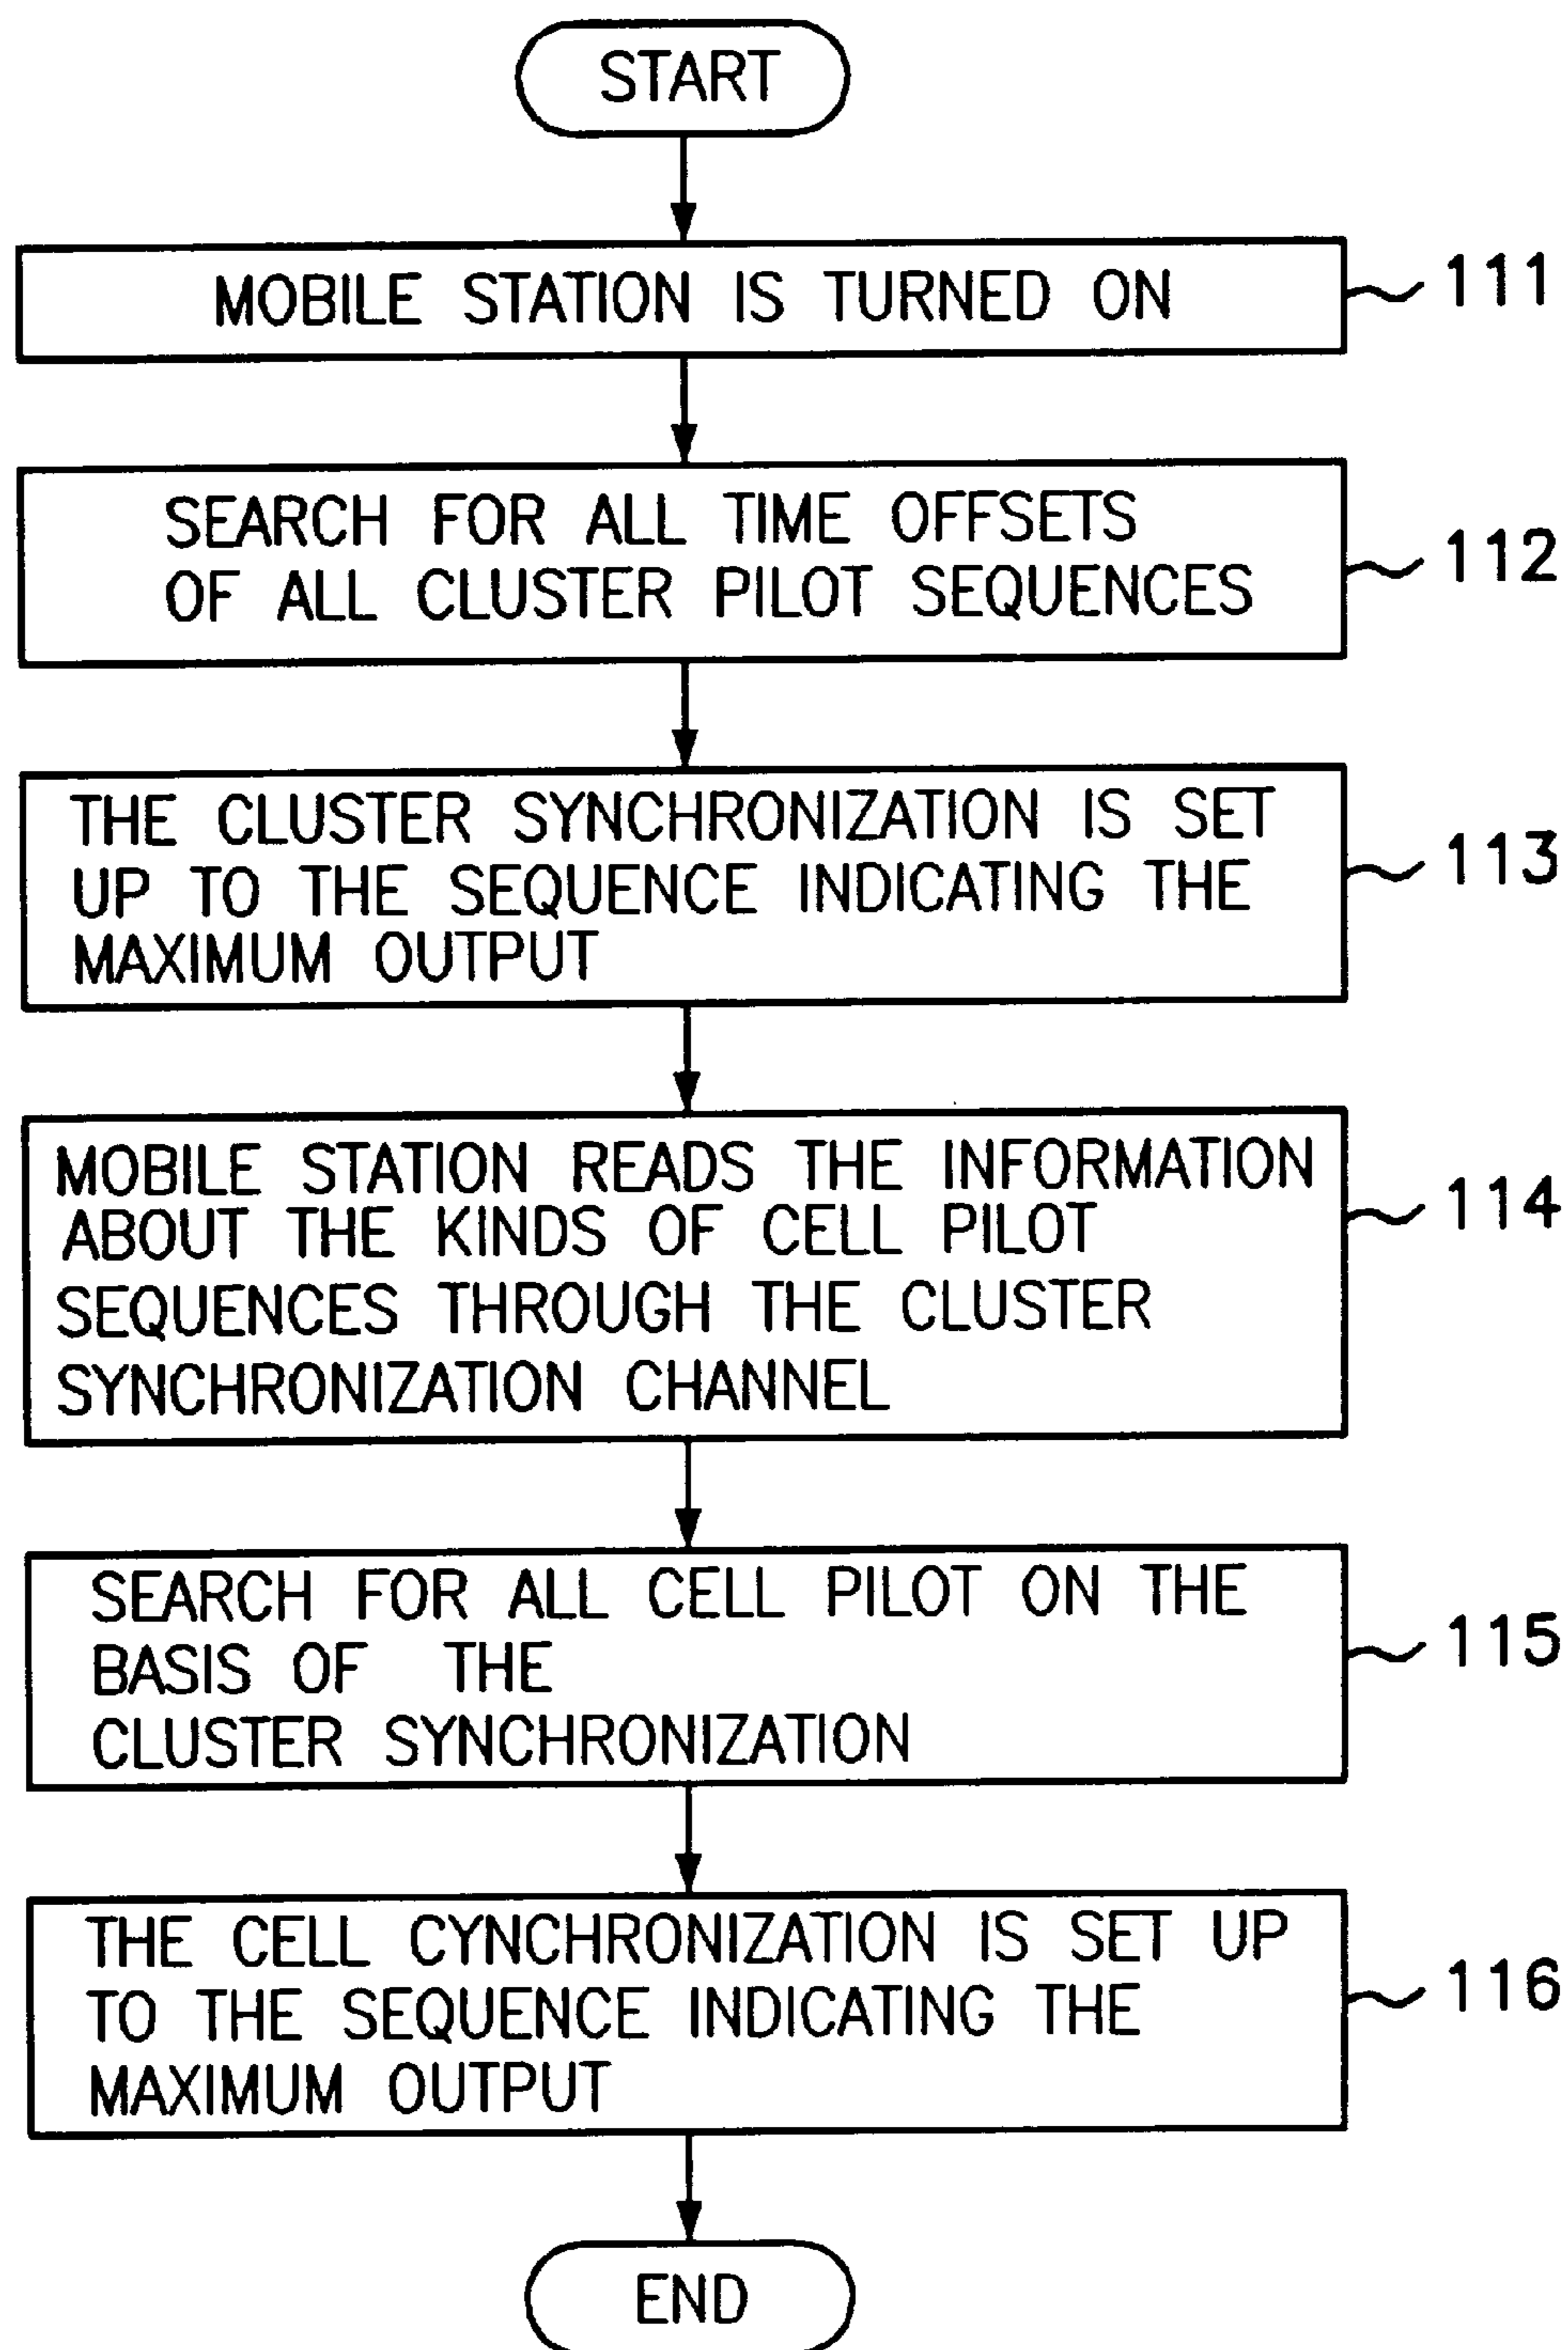 START
MOBILE STATION IS TURNED ON
111
SEARCH FOR ALL TIME OFFSETS
OF ALL CLUSTER PILOT SEQUENCES
112
THE CLUSTER SYNCHRONIZATION IS SET
UP TO THE SEQUENCE INDICATING THE
MAXIMUM OUTPUT
113
MOBILE STATION READS THE INFORMATION
ABOUT THE KINDS OF CELL PILOT
SEQUENCES THROUGH THE CLUSTER
SYNCHRONIZATION CHANNEL
114
SEARCH FOR ALL CELL PILOT ON THE
BASIS OF THE
CLUSTER SYNCHRONIZATION
115
THE CELL CYNCHRONIZATION IS SET UP
TO THE SEQUENCE INDICATING THE
MAXIMUM OUTPUT
116
END